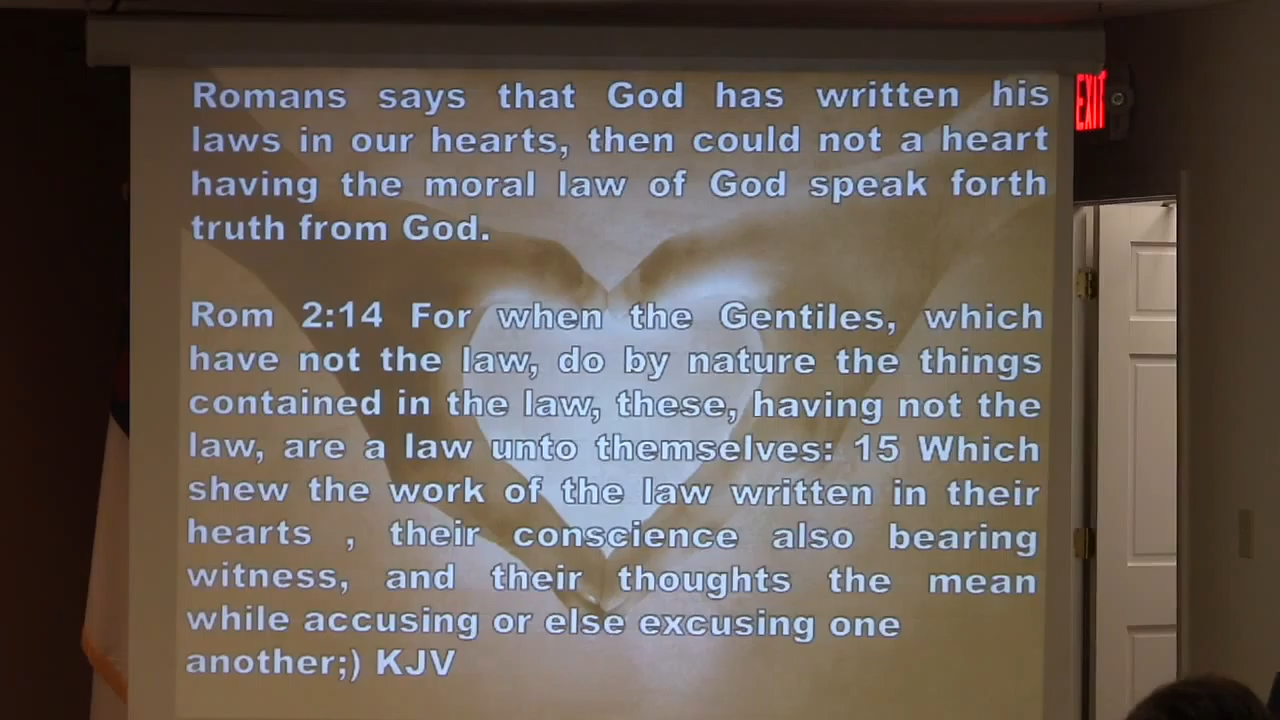 Romans says that God has written his
laws in our hearts, then could not a heart
having the moral law of God speak forth
truth from God.
Rom 2:14 For when the Gentiles, which
have not the law, do by nature the things
contained in the law, these, having not the
law, are a law unto themselves: 15 Which
shew the work of the law written in their
hearts , their conscience also bearing
witness, and their thoughts the mean
while accusing or else excusing one
another;) KJV
EXIT